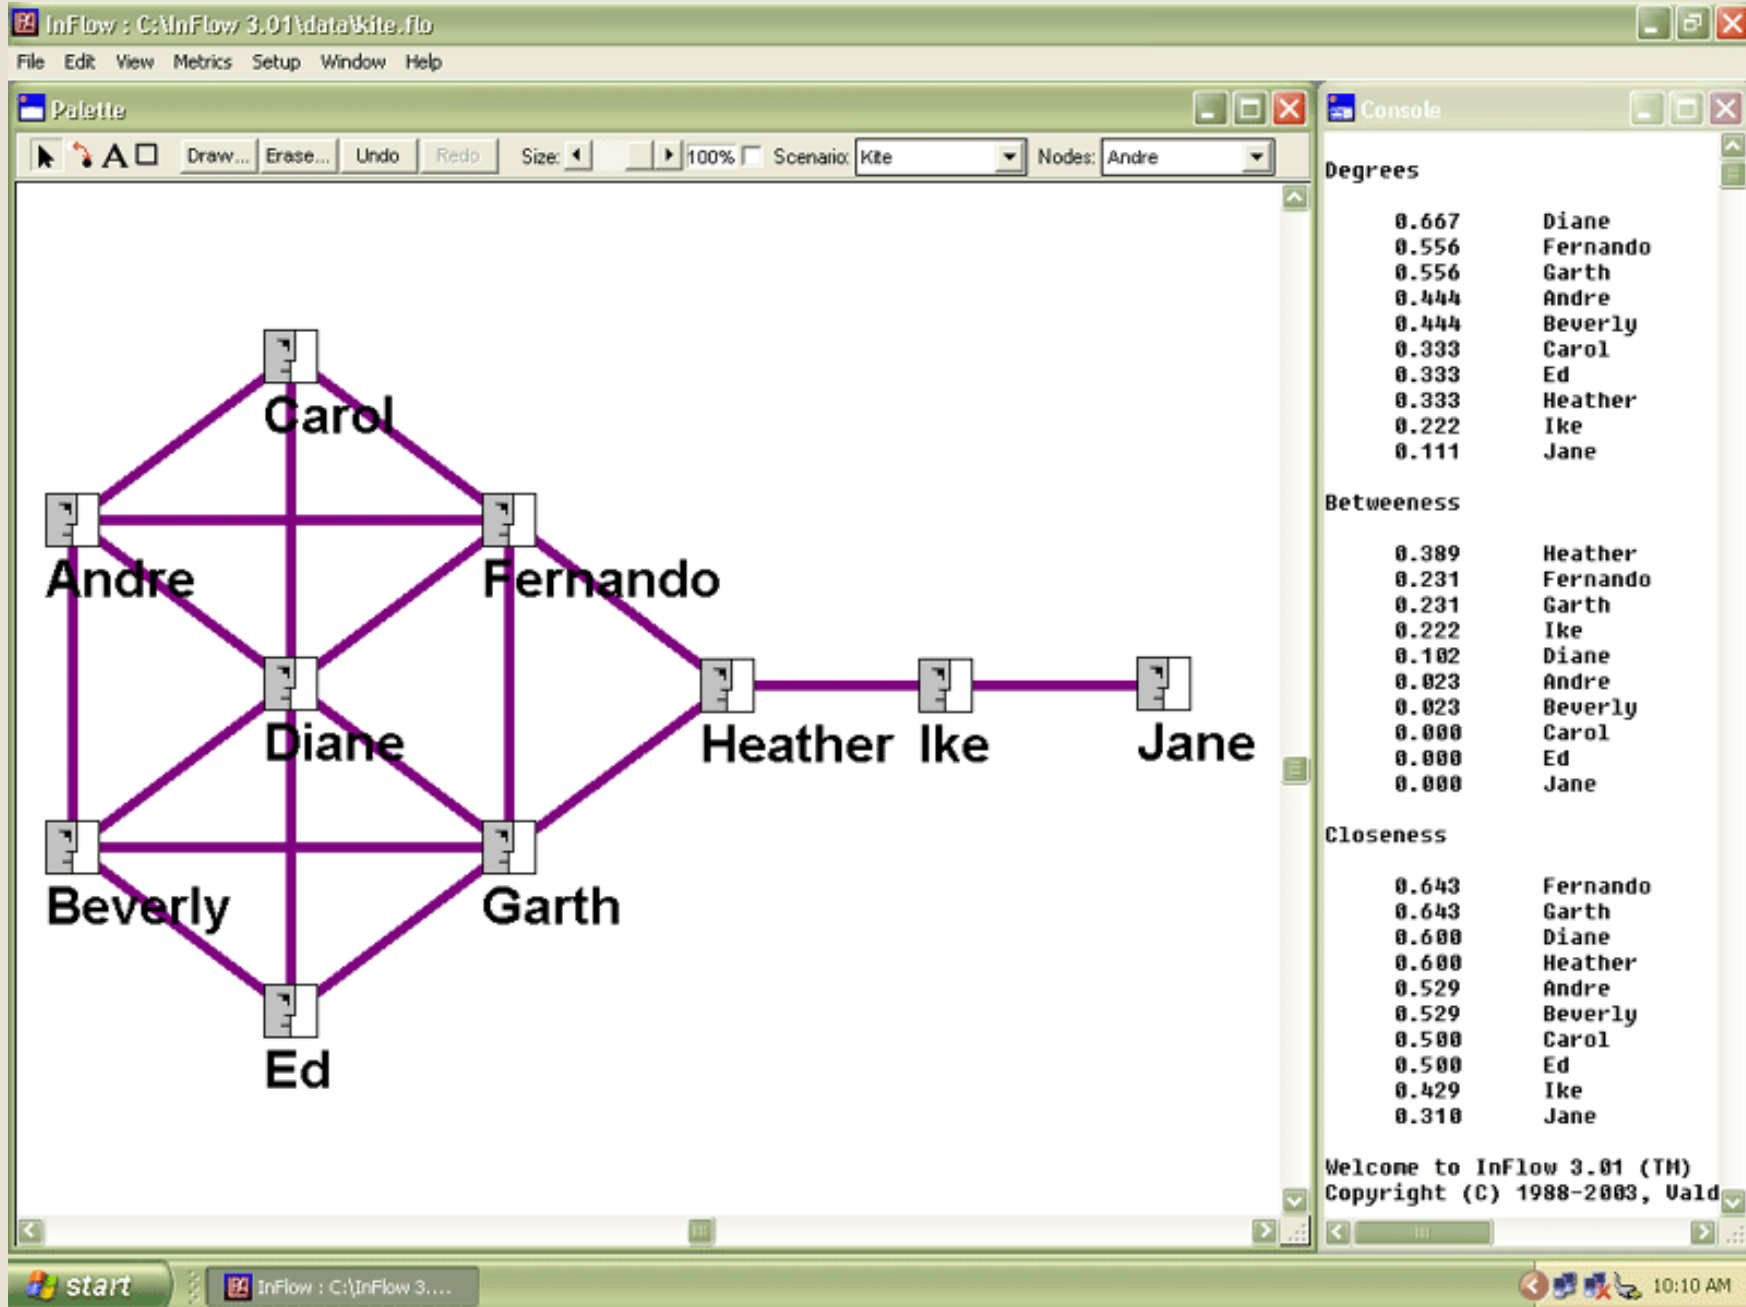 InFlow : C:\InFlow 3.01\data\kite.flo
File Edit View Metrics Setup Window Help
Palette
A Draw... Erase... Undo Redo Size: 100% Scenario: Kite Nodes: Andre
Carol
Andre
Fernando
Diane
Heather
Ike
Jane
Beverly
Garth
Ed
Console
Degrees
0.667 Diane
0.556 Fernando
0.556 Garth
0.444 Andre
0.444 Beverly
0.333 Carol
0.333 Ed
0.333 Heather
0.222 Ike
0.111 Jane
Betweeness
0.389 Heather
0.231 Fernando
0.231 Garth
0.222 Ike
0.102 Diane
0.023 Andre
0.023 Beverly
0.000 Carol
0.000 Ed
0.000 Jane
Closeness
0.643 Fernando
0.643 Garth
0.600 Diane
0.600 Heather
0.529 Andre
0.529 Beverly
0.500 Carol
0.500 Ed
0.429 Ike
0.310 Jane
Welcome to InFlow 3.01 (TM)
Copyright (C) 1988-2003, Vald
start InFlow : C:\InFlow 3.... 10:10 AM